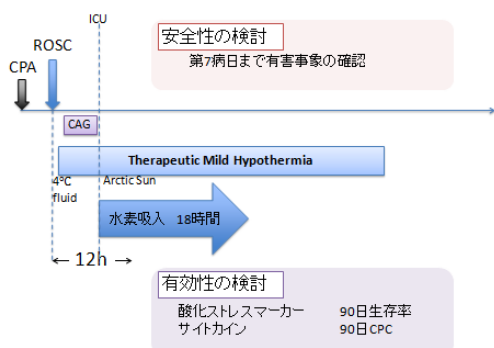 ICU
ROSC
CPA
安全性の検討
第7病日まで有害事象の確認
CAG
Therapeutic Mild Hypothermia
4℃
fluid
Arctic Sun
水素吸入 18時間
← 12h →
有効性の検討
酸化ストレスマーカー 90日生存率
サイトカイン 90日CPC